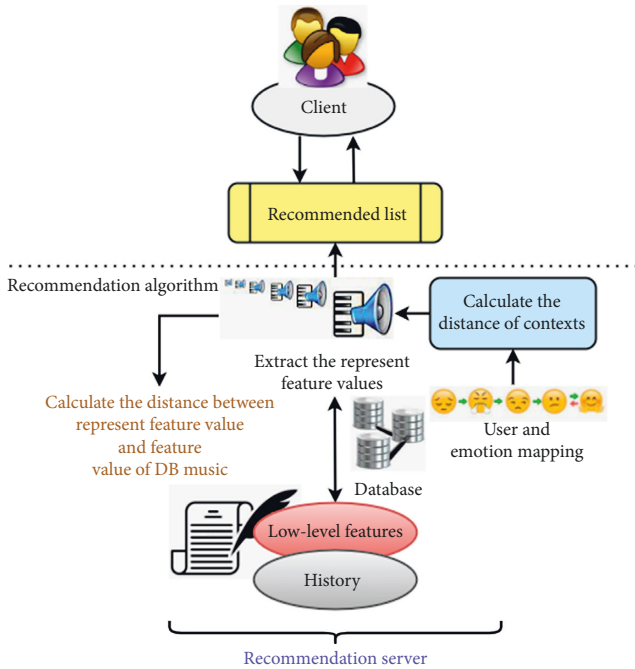 Client
Recommended list
Recommendation algorithm
Calculate the
distance of contexts
Extract the represent
feature values
Calculate the distance between
represent feature value
and feature
value of DB music
User and
emotion mapping
Database
Low-level features
History
Recommendation server